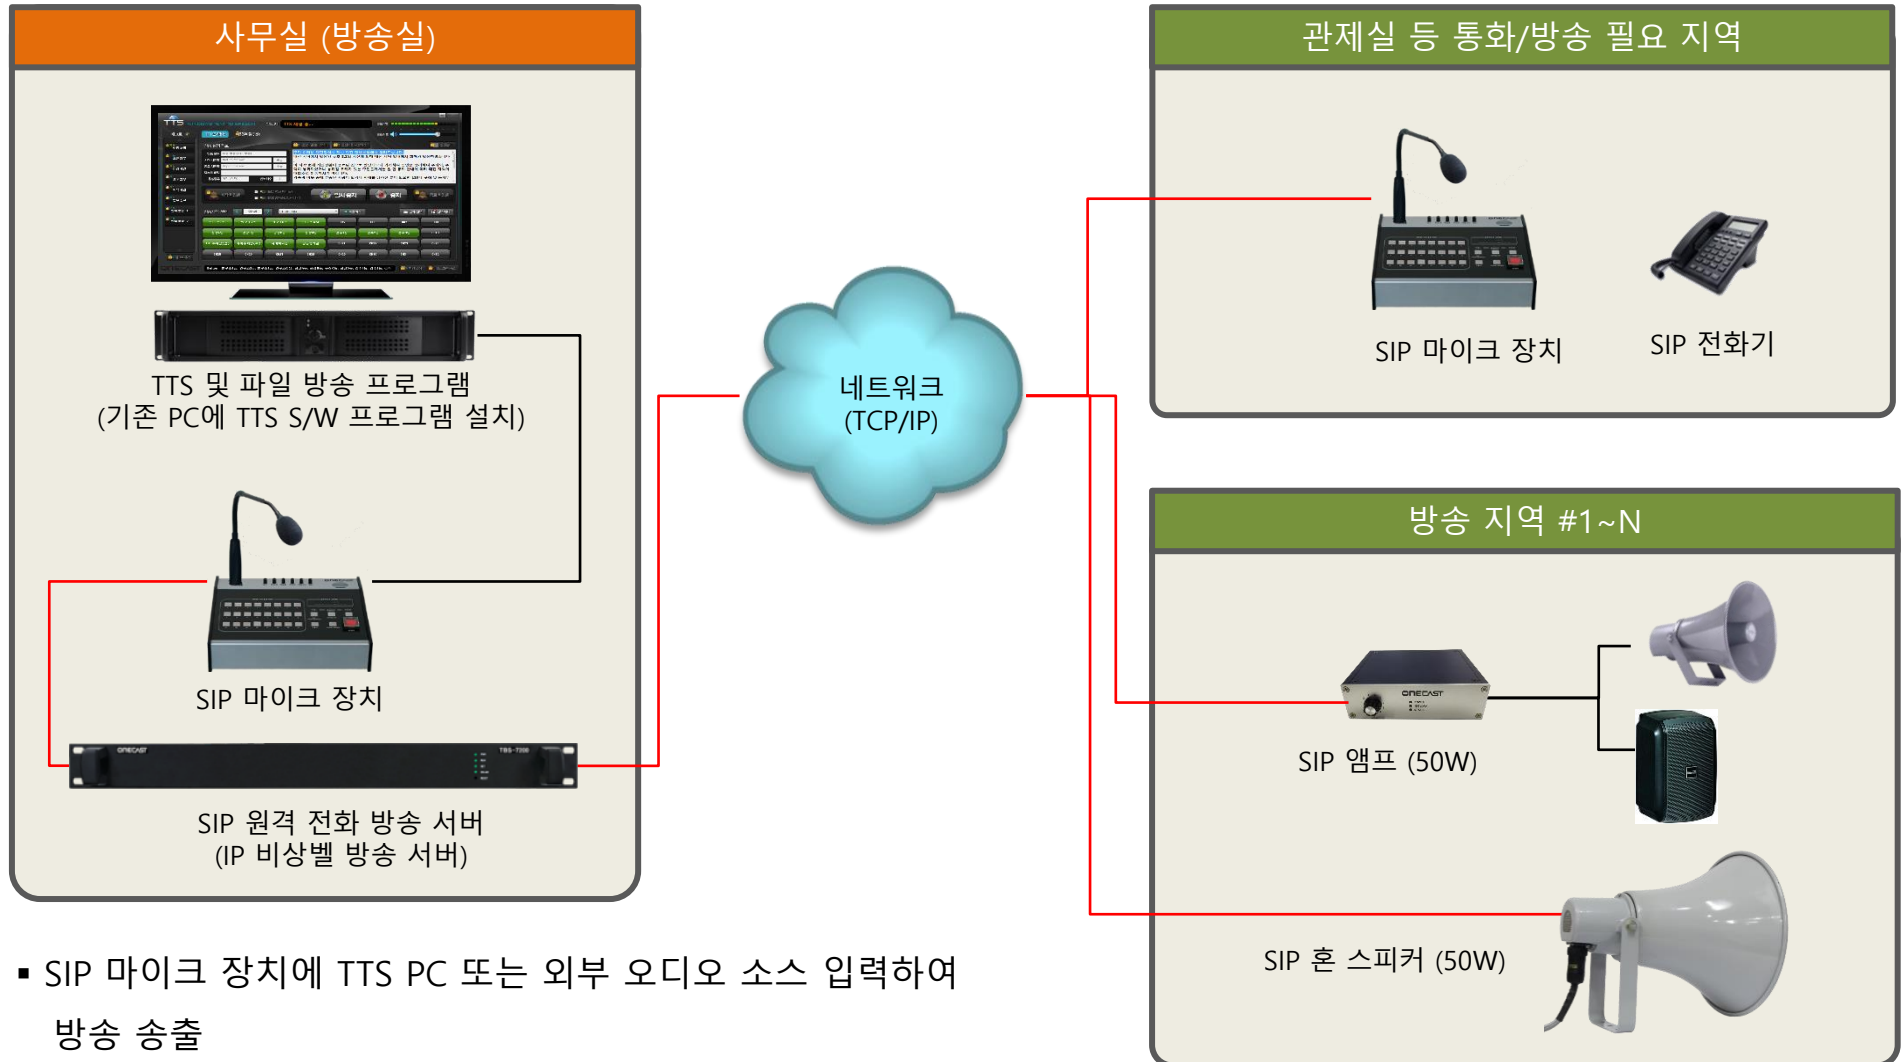 사무실 (방송실)
TTS
ONECAST
TTS 및 파일 방송 프로그램
(기존 PC에 TTS S/W 프로그램 설치)
SIP 마이크 장치
ONECAST
TBS-7200
SIP 원격 전화 방송 서버
(IP 비상벨 방송 서버)
네트워크
(TCP/IP)
관제실 등 통화/방송 필요 지역
SIP 마이크 장치
SIP 전화기
방송 지역 #1~N
ONECAST
SIP 앰프 (50W)
SIP 혼 스피커 (50W)
▪ SIP 마이크 장치에 TTS PC 또는 외부 오디오 소스 입력하여
방송 송출